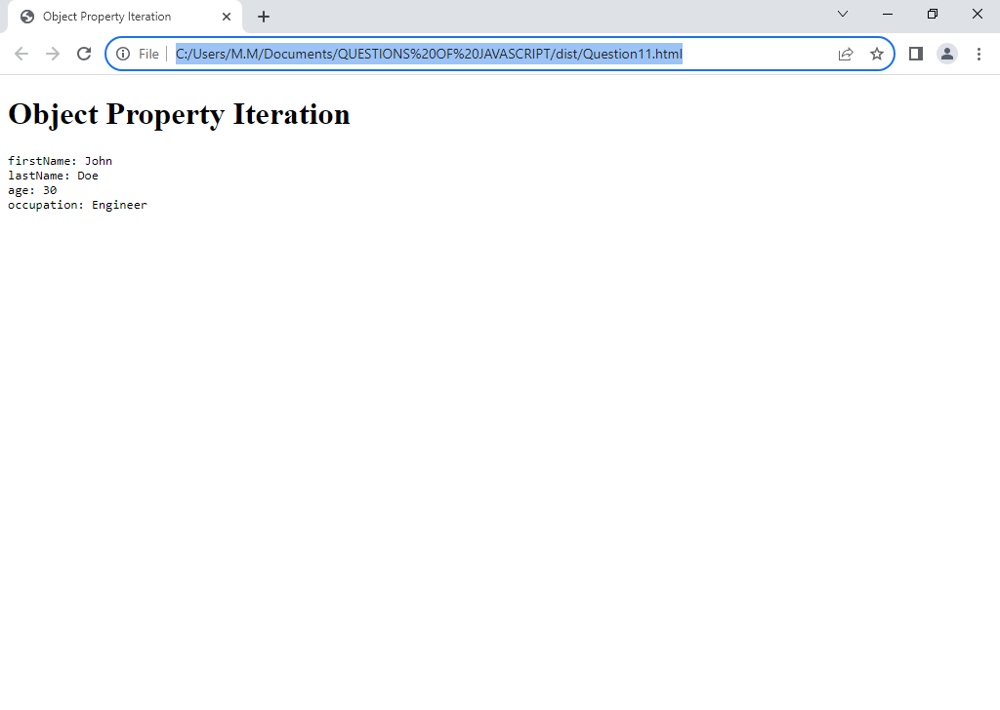 Object Property Iteration
File C:/Users/M.M/Documents/QUESTIONS%20OF%20JAVASCRIPT/dist/Question11.html
Object Property Iteration
firstName: John
lastName: Doe
age: 30
occupation: Engineer